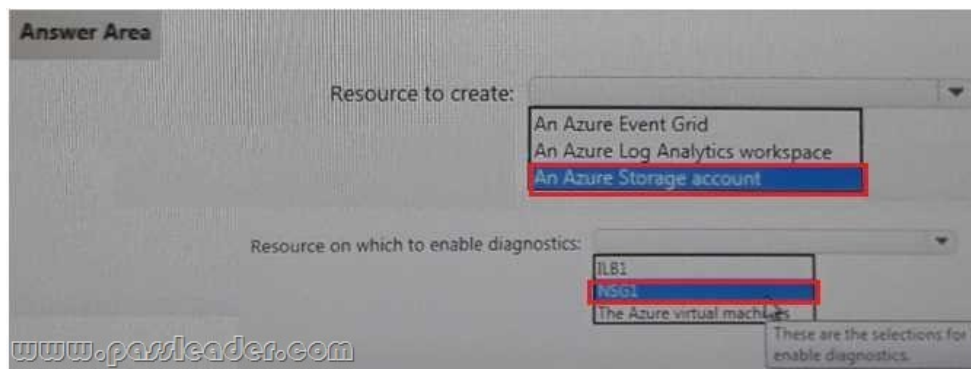 Answer Area
Resource to create:
An Azure Event Grid
An Azure Log Analytics workspace
An Azure Storage account
Resource on which to enable diagnostics:
ILB1
NSG1
The Azure virtual machines
These are the selections for
enable diagnostics.
www.passleader.com